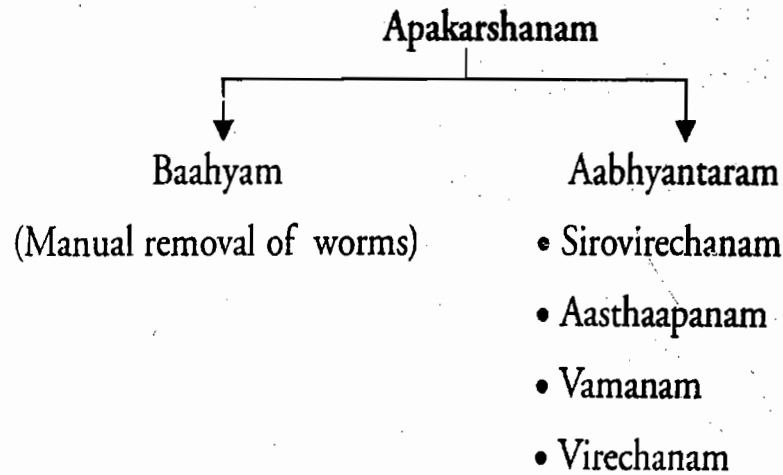 Apakarshanam
Baahyam
(Manual removal of worms)
Aabhyantaram
• Sirovirechanam
• Aasthaapanam
• Vamanam
• Virechanam